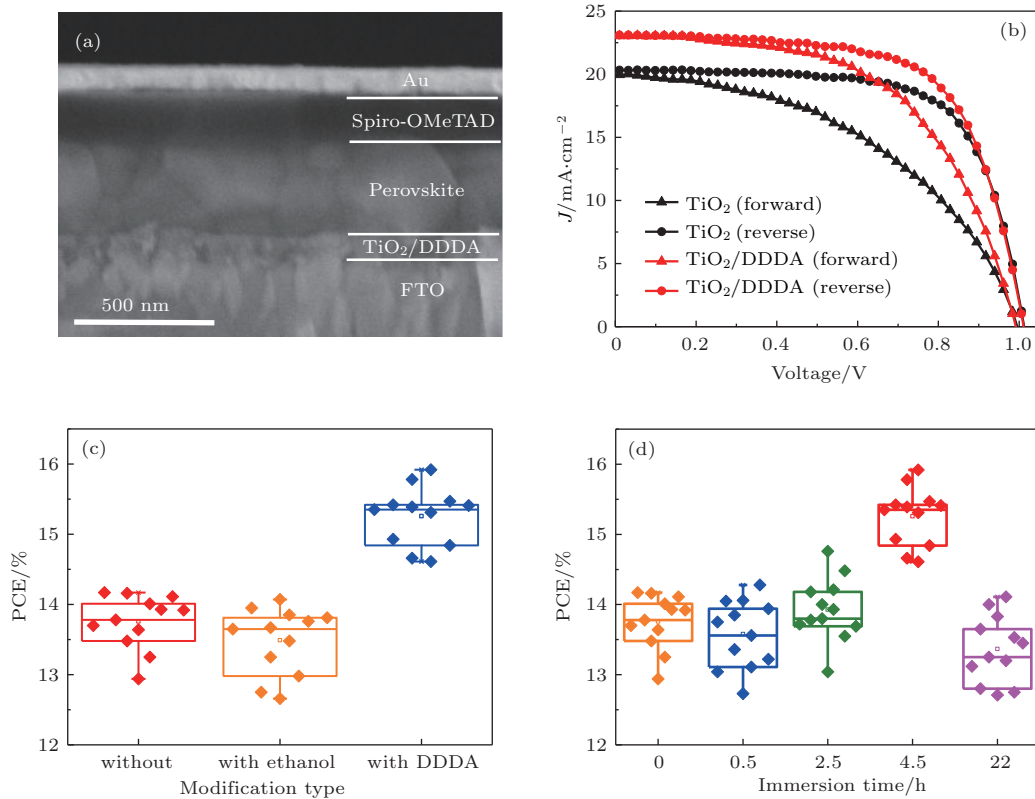 (a)
Au
Spiro-OMeTAD
Perovskite
TiO₂/DDDA
FTO
500 nm
(b)
25
20
15
10
5
0
J/mA·cm⁻²
TiO₂ (forward)
TiO₂ (reverse)
TiO₂/DDDA (forward)
TiO₂/DDDA (reverse)
0 0.2 0.4 0.6 0.8 1.0
Voltage/V
(c)
16
15
14
13
12
PCE/%
without with ethanol with DDDA
Modification type
(d)
16
15
14
13
12
PCE/%
0 0.5 2.5 4.5 22
Immersion time/h